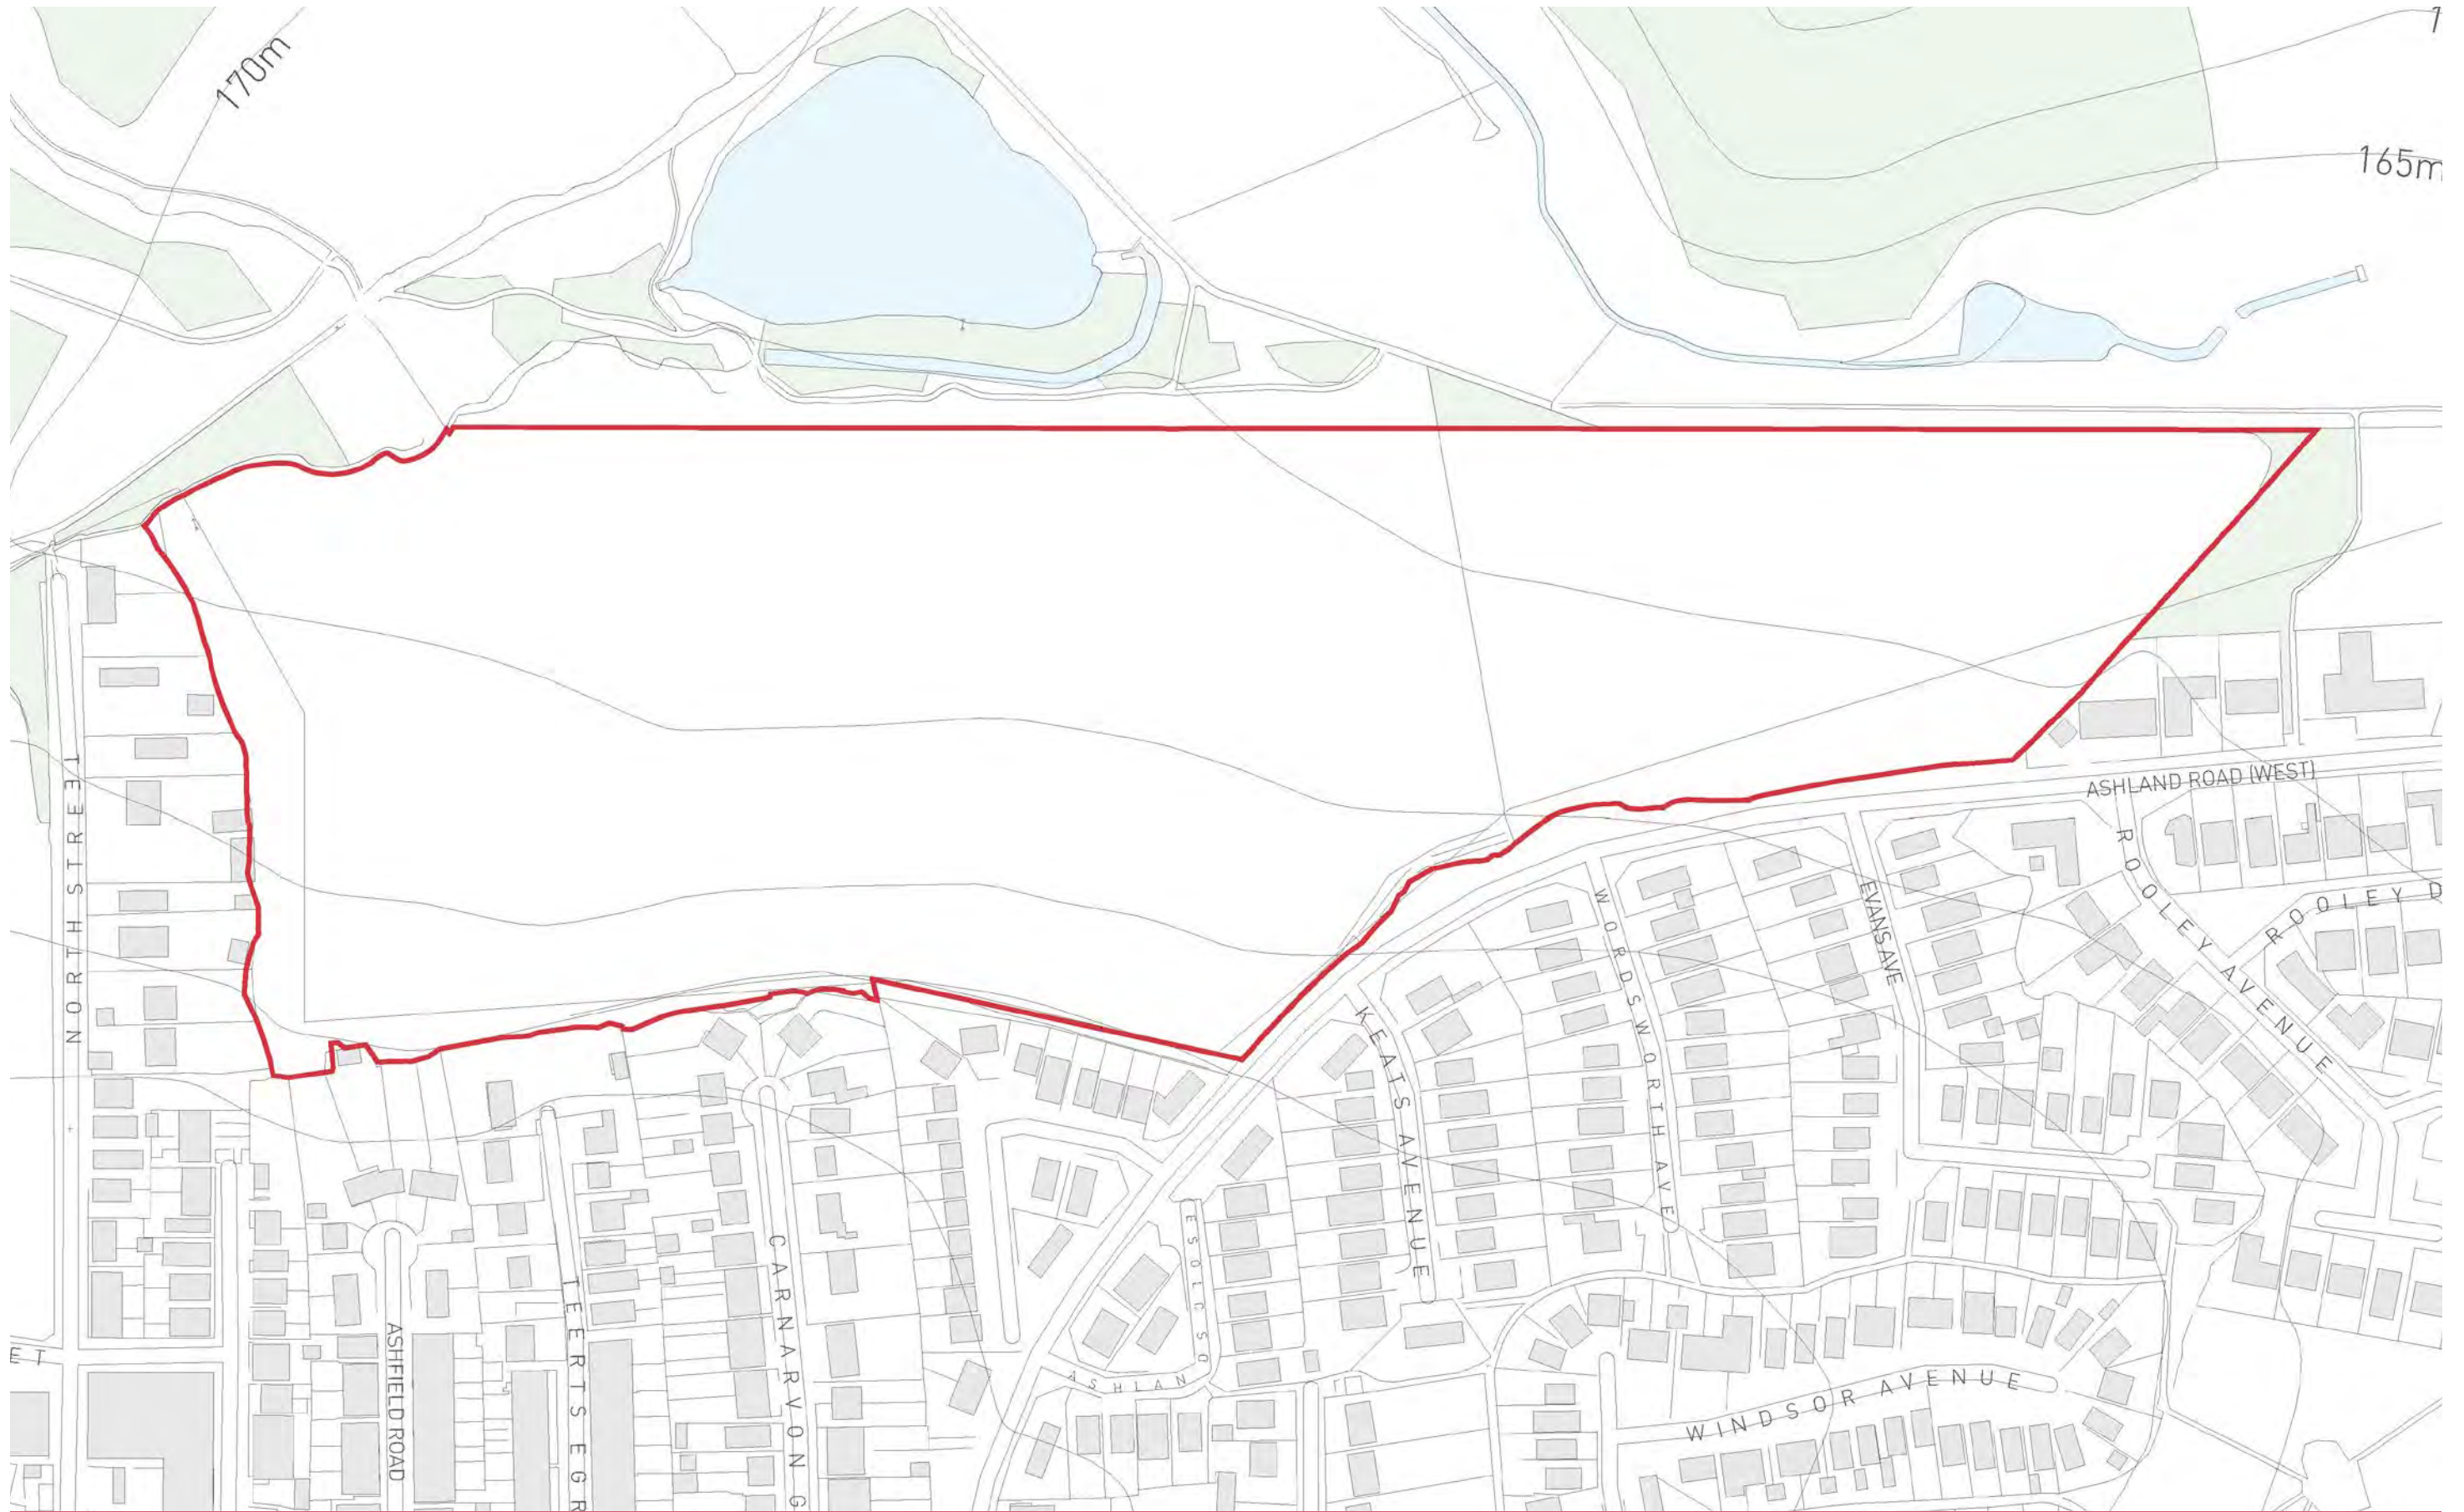 170m
165m
NORTH STREET
ASHLAND ROAD (WEST)
ROOLEY AVENUE
ROOLEY D
EVANS AVE
WORDSWORTH AVE
KEATS AVENUE
CARNARVON G
ASHFIELD ROAD
WINDSOR AVENUE
ASHLAN
ET